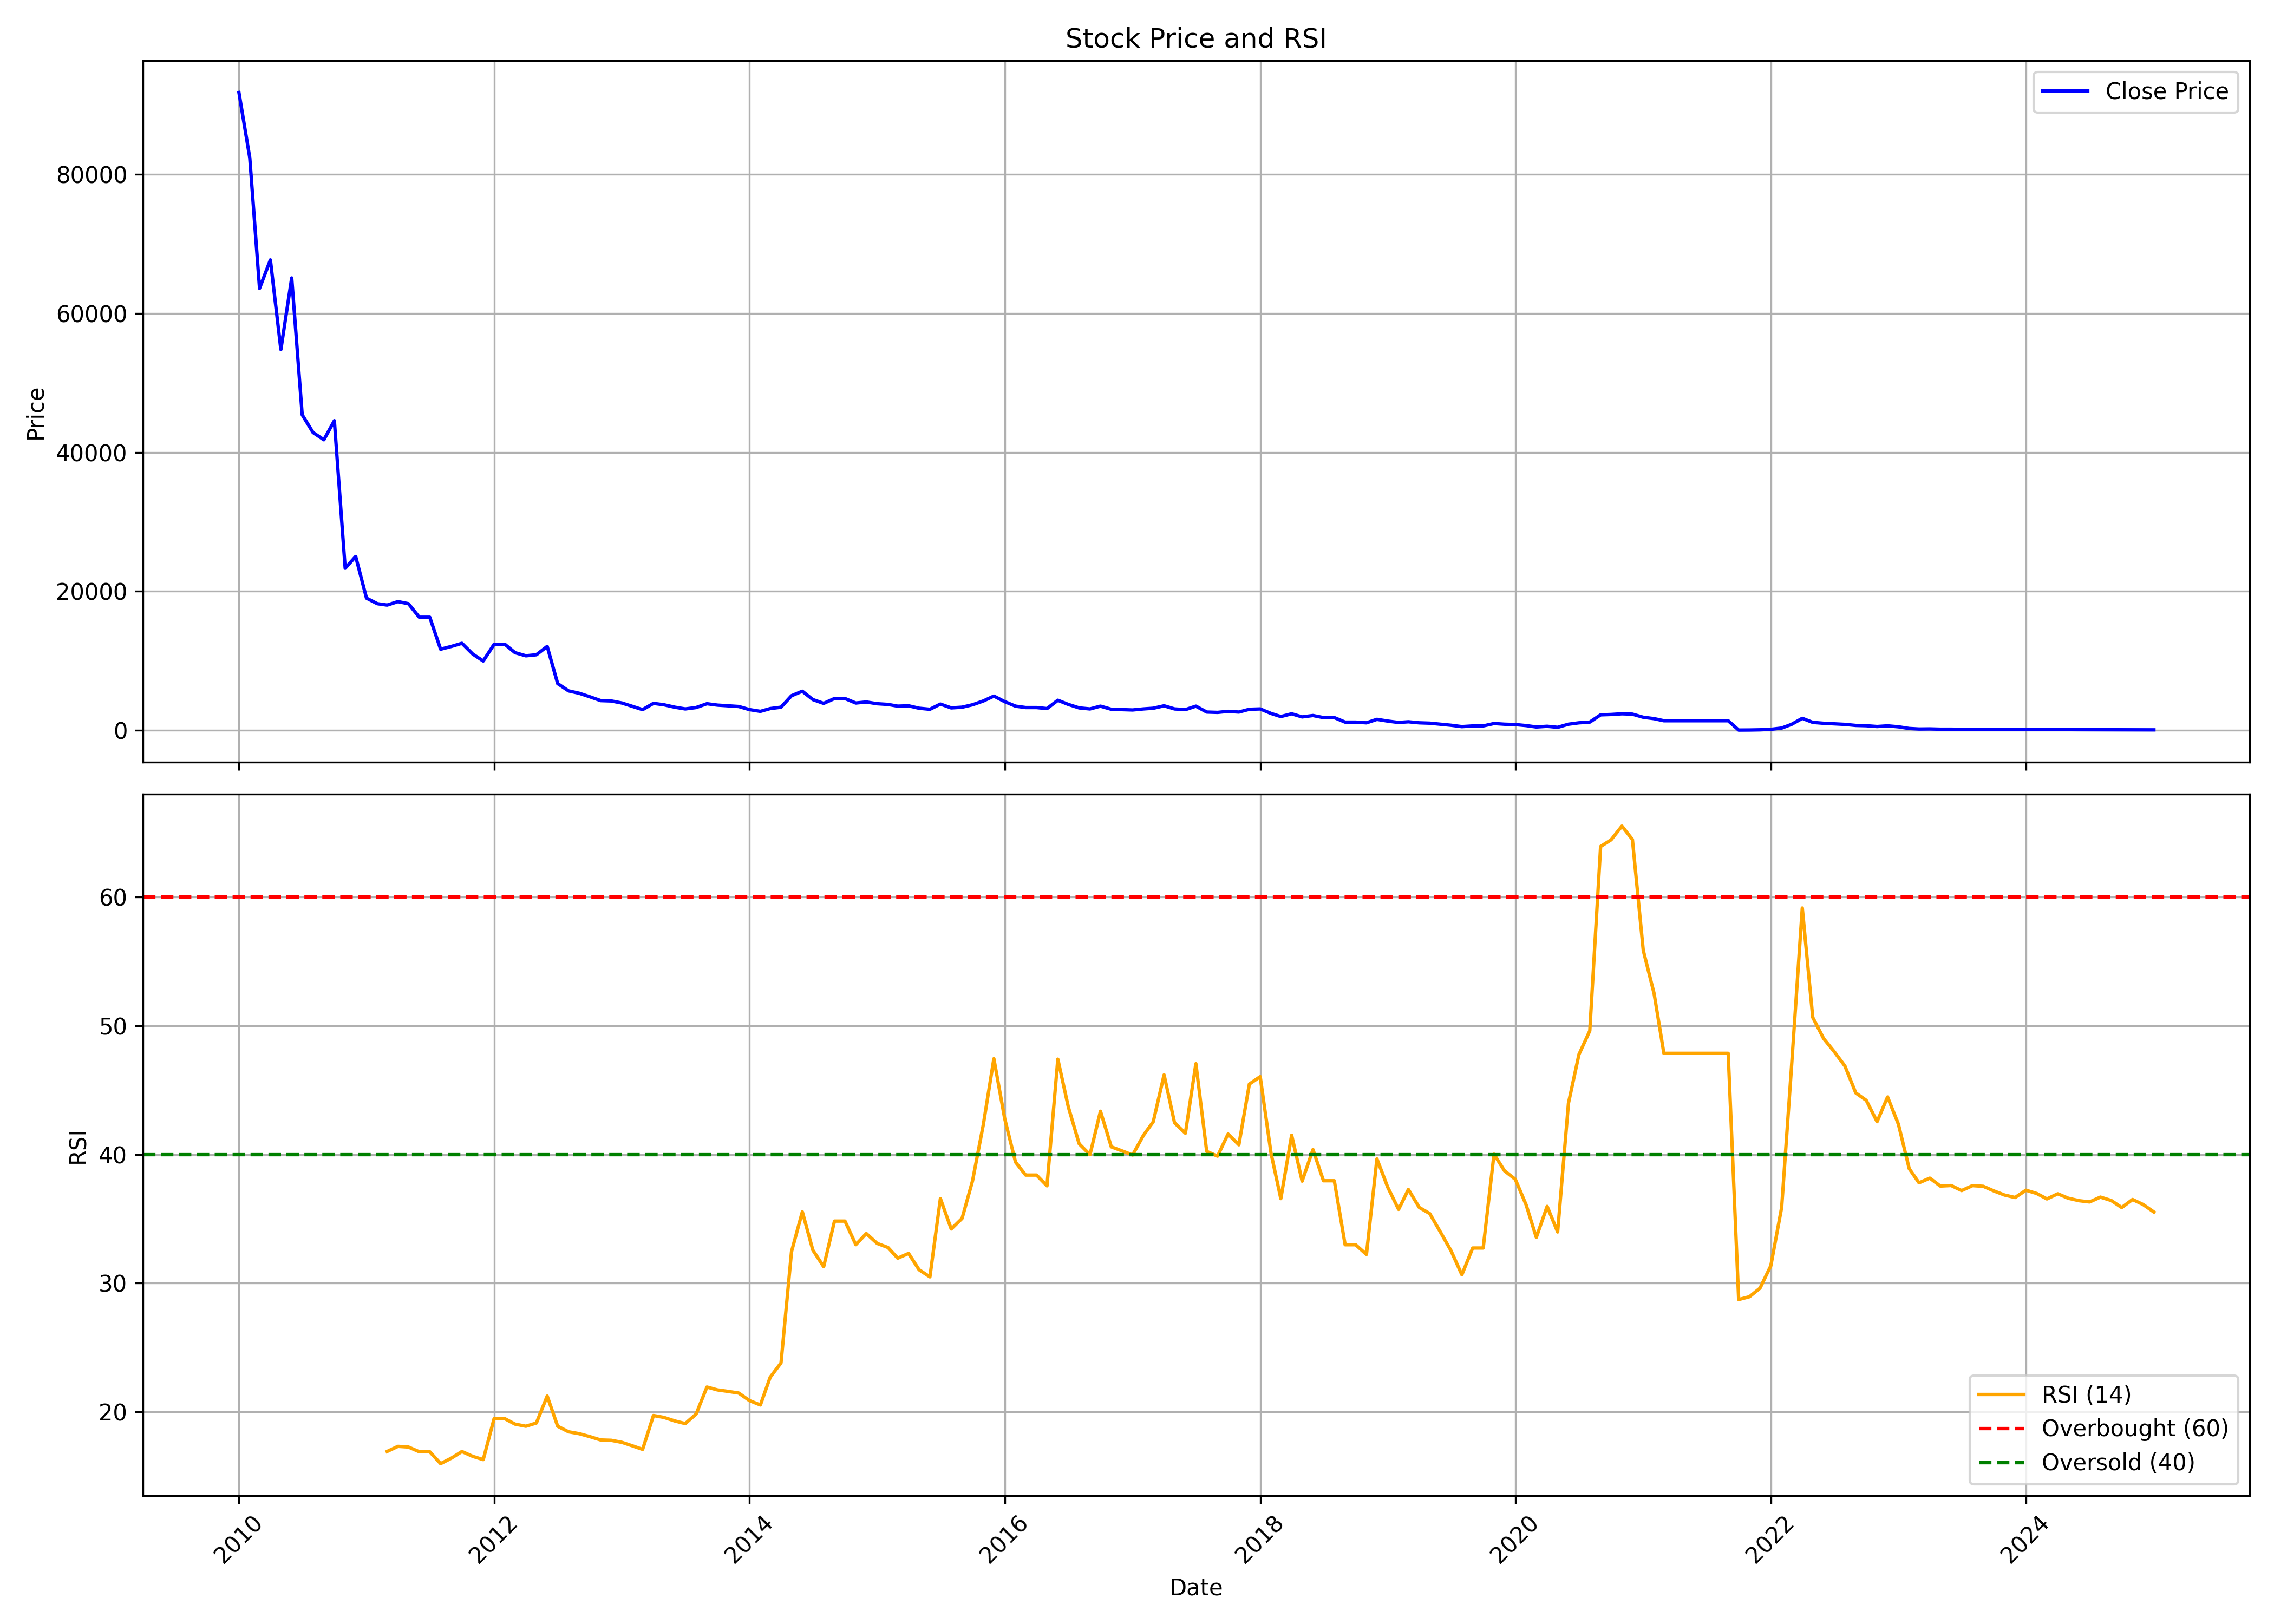 Stock Price and RSI
Close Price
Price
80000
60000
40000
20000
0
RSI
60
50
40
30
20
RSI (14)
Overbought (60)
Oversold (40)
2010
2012
2014
2016
2018
2020
2022
2024
Date